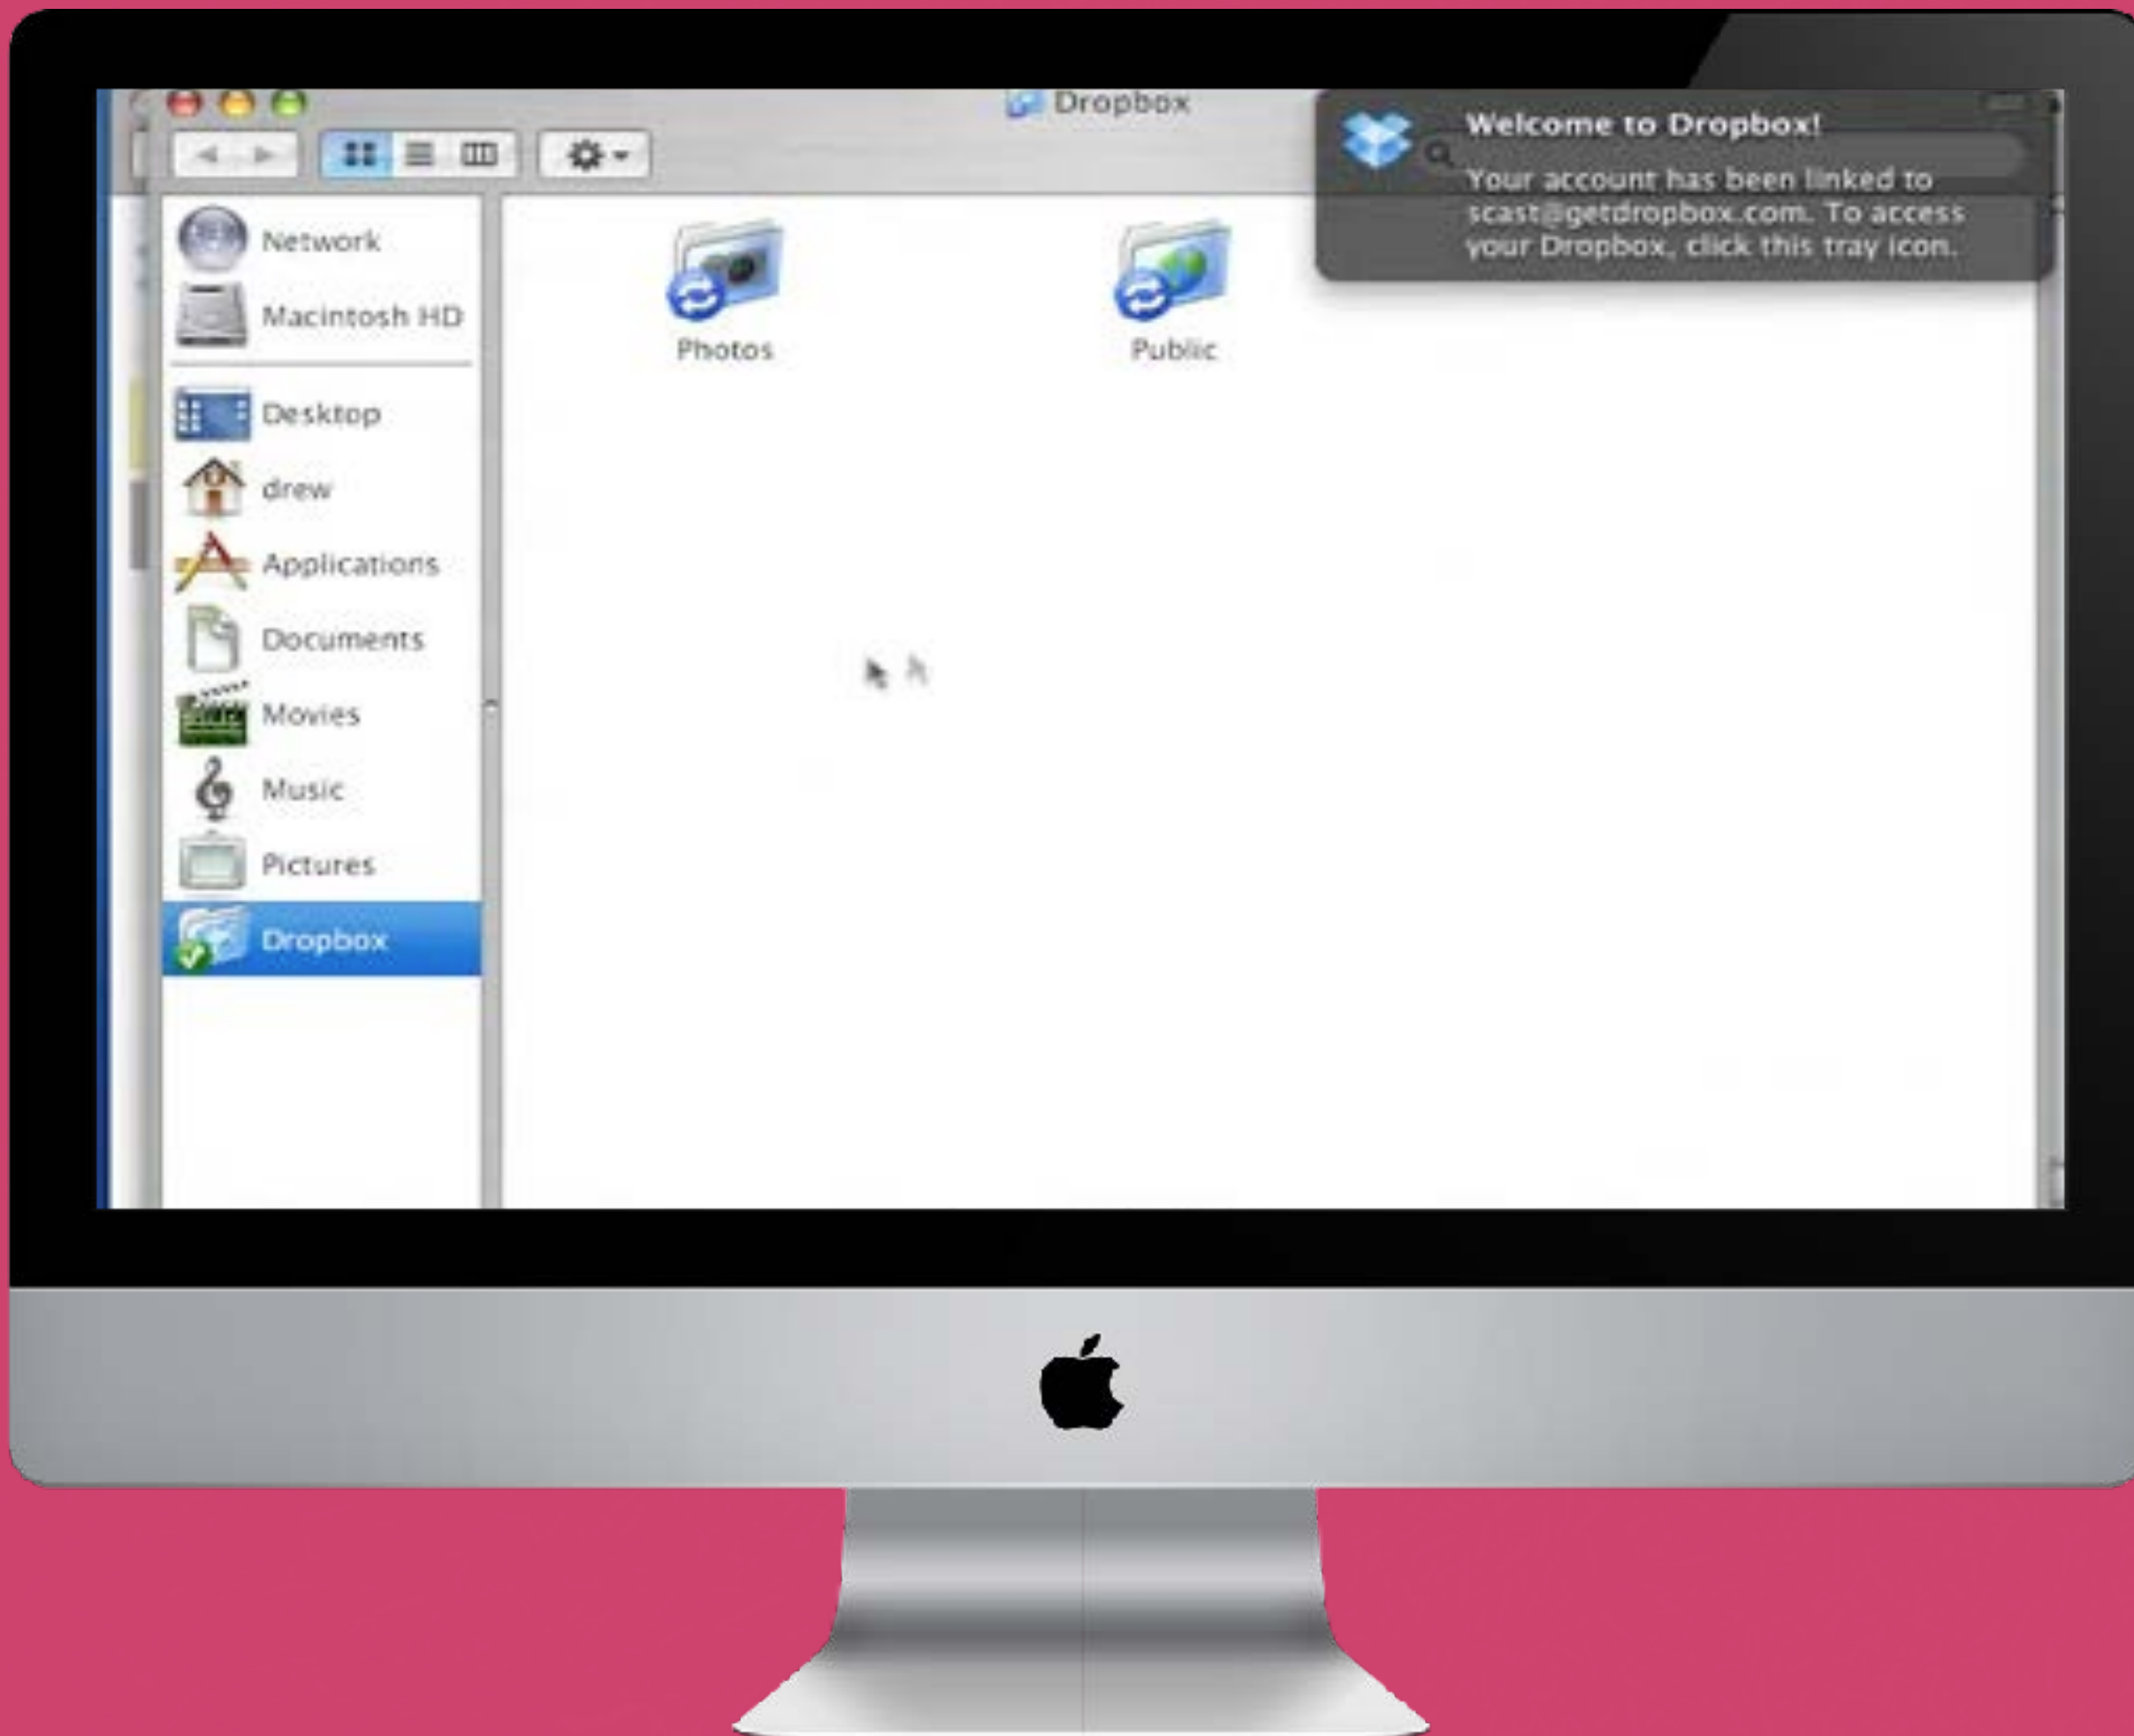 Dropbox
Welcome to Dropbox!
Your account has been linked to
scast@getdropbox.com. To access
your Dropbox, click this tray icon.
Network
Macintosh HD
Desktop
drew
Applications
Documents
Movies
Music
Pictures
Dropbox
Photos
Public